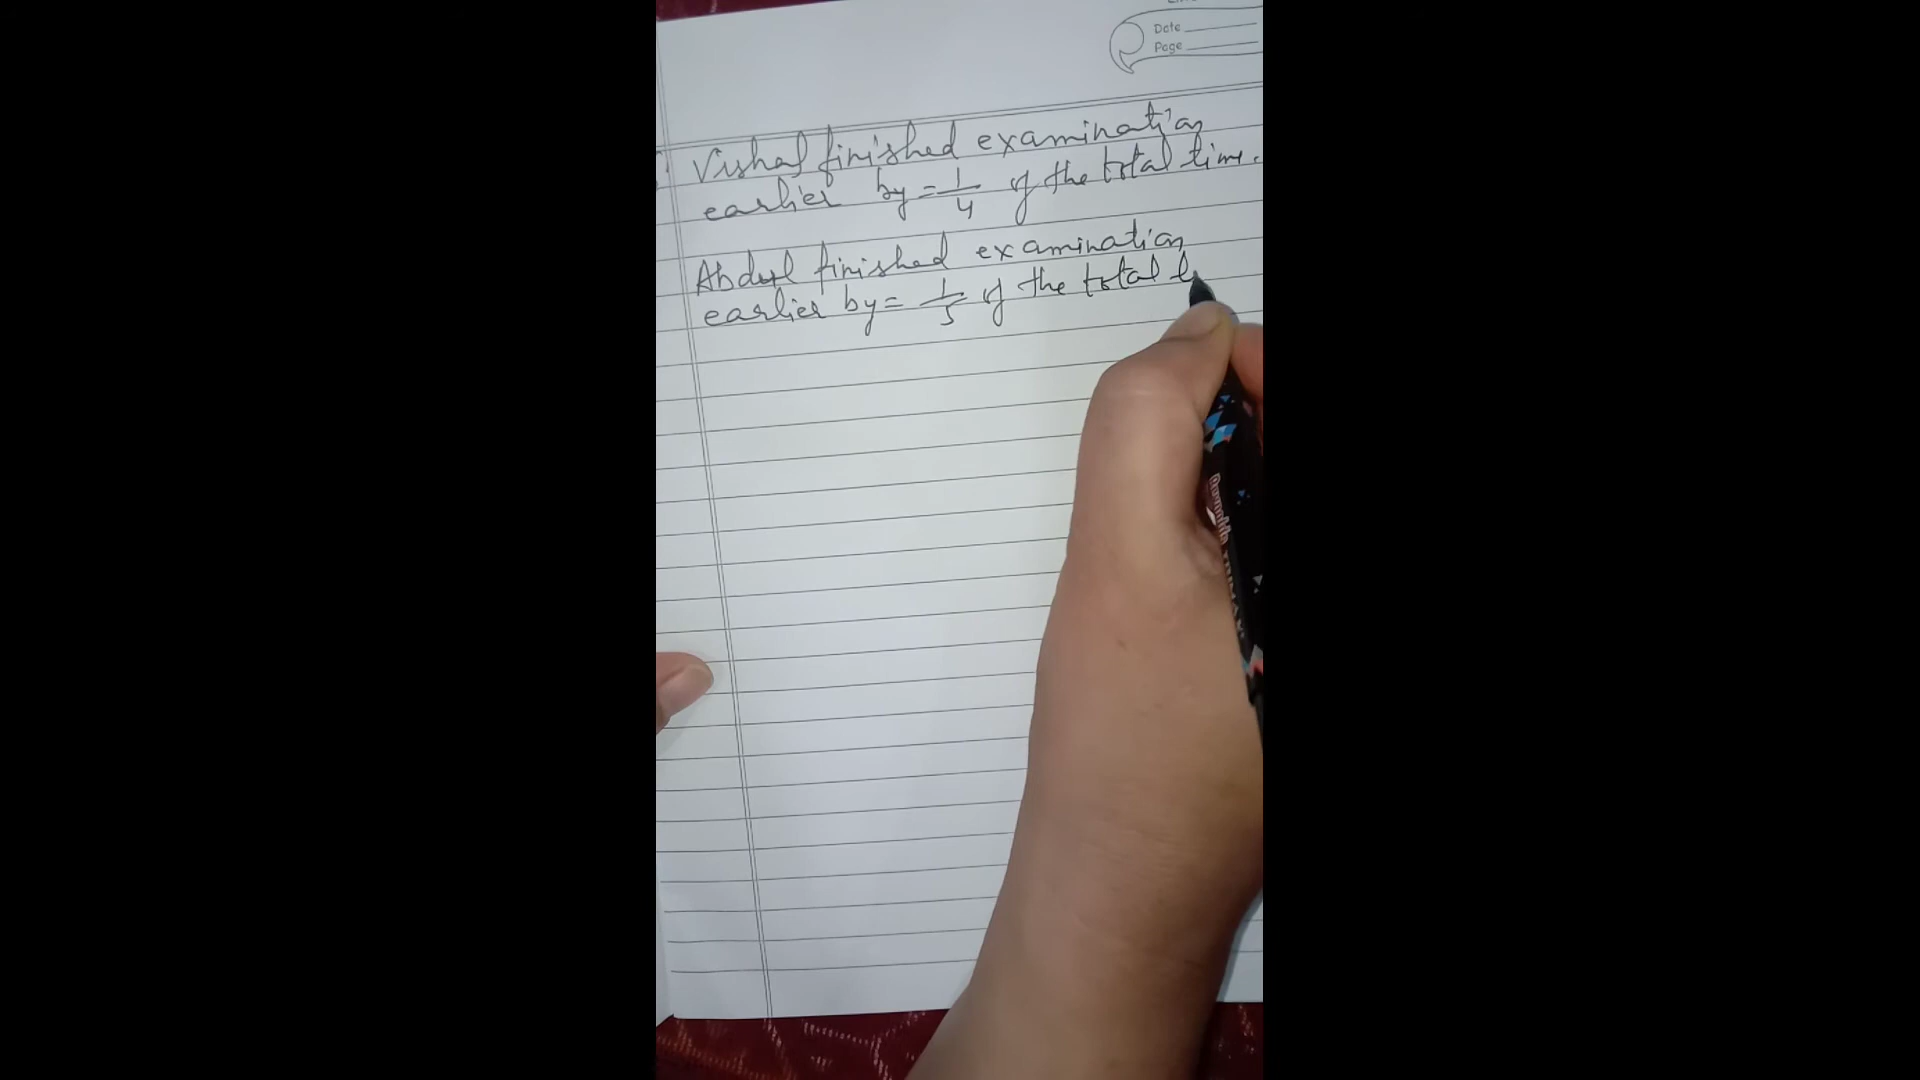 Date
Page
Vishal finished examination
earlier by = 1/4 of the total time.
Abdul finished examination
earlier by = 1/5 of the total